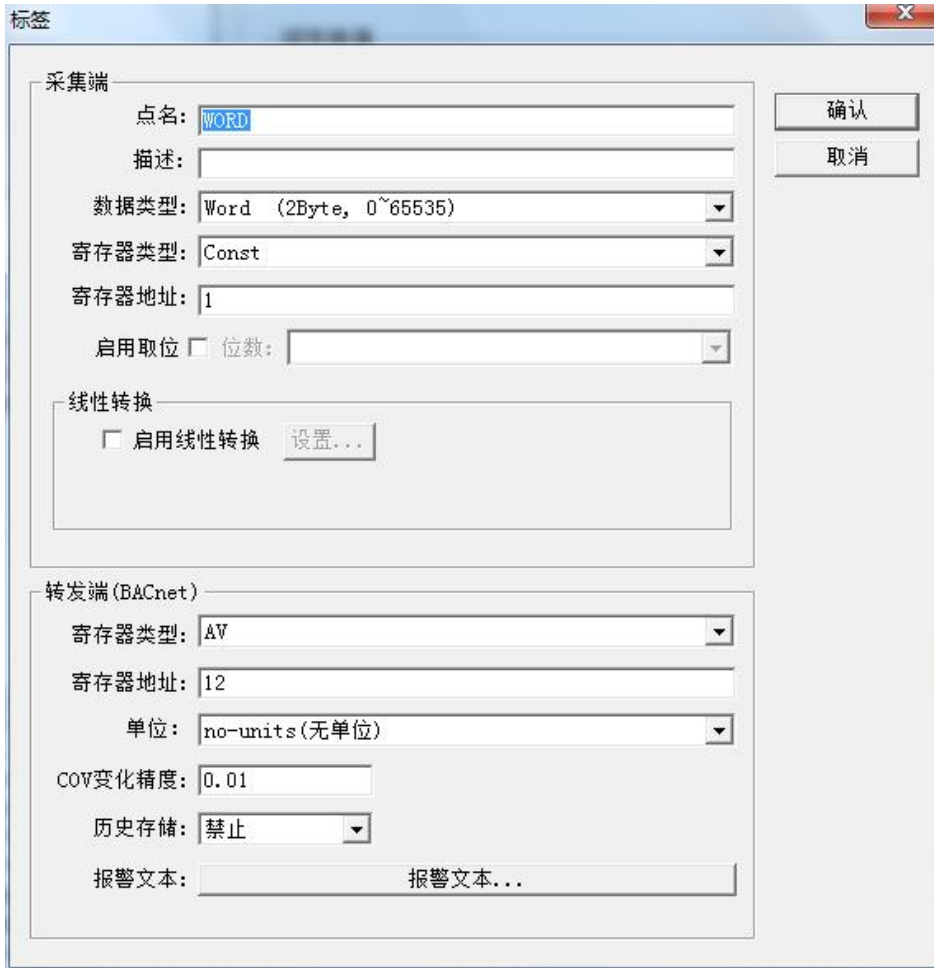 标签
采集端
点名: WORD
描述:
数据类型: Word (2Byte, 0~65535)
寄存器类型: Const
寄存器地址: 1
启用取位 位数:
线性转换
启用线性转换 设置...
确认
取消
转发端(BACnet)
寄存器类型: AV
寄存器地址: 12
单位: no-units(无单位)
COV变化精度: 0.01
历史存储: 禁止
报警文本: 报警文本...